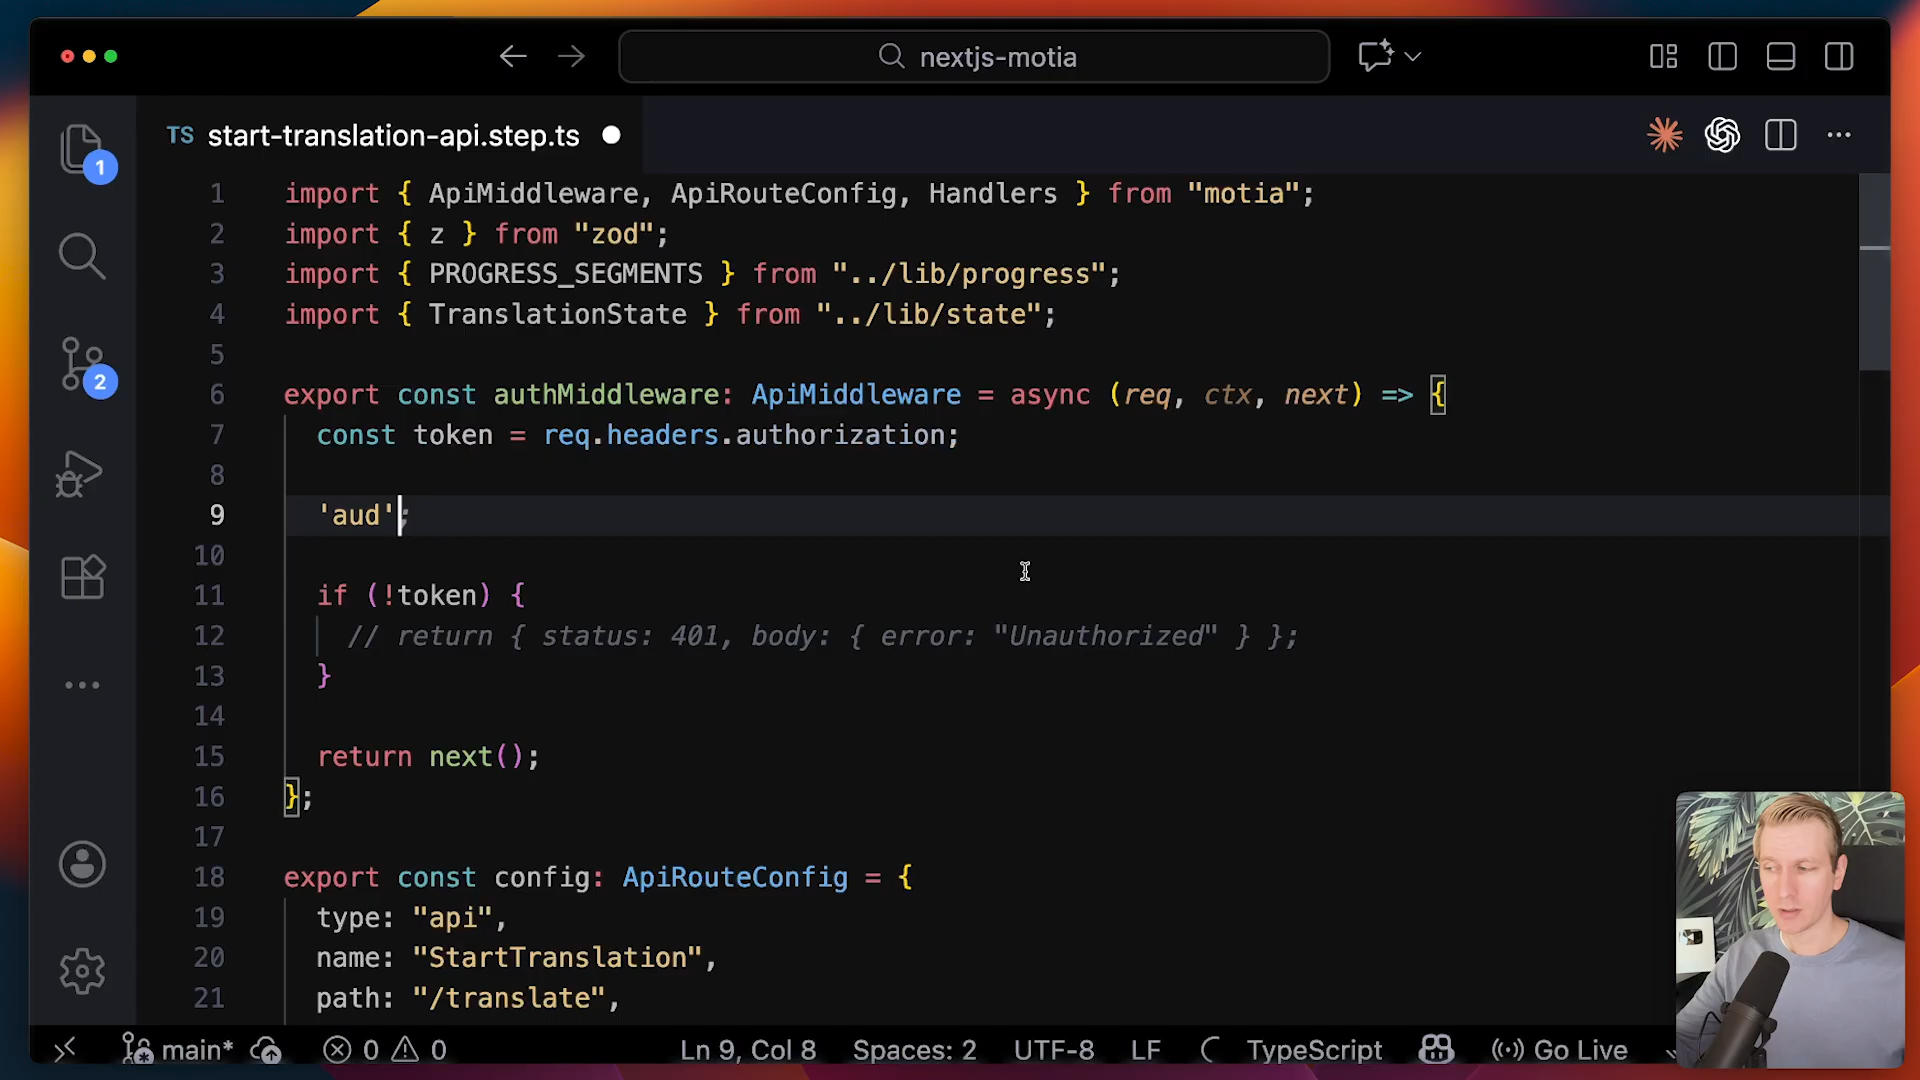 nextjs-motia
TS start-translation-api.step.ts
1
2
1 import { ApiMiddleware, ApiRouteConfig, Handlers } from "motia";
2 import { z } from "zod";
3 import { PROGRESS_SEGMENTS } from "../lib/progress";
4 import { TranslationState } from "../lib/state";
5
6 export const authMiddleware: ApiMiddleware = async (req, ctx, next) => {
7 const token = req.headers.authorization;
8
9 'aud';
10
11 if (!token) {
12 // return { status: 401, body: { error: "Unauthorized" } };
13 }
14
15 return next();
16 };
17
18 export const config: ApiRouteConfig = {
19 type: "api",
20 name: "StartTranslation",
21 path: "/translate",
main* 0 0 Ln 9, Col 8 Spaces: 2 UTF-8 LF TypeScript Go Live